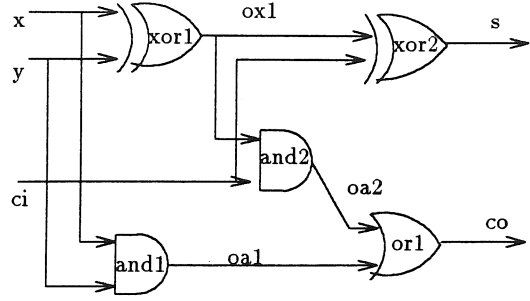 x
ox1
s
xor1
xor2
y
and2
ci
oa2
co
or1
and1
oa1